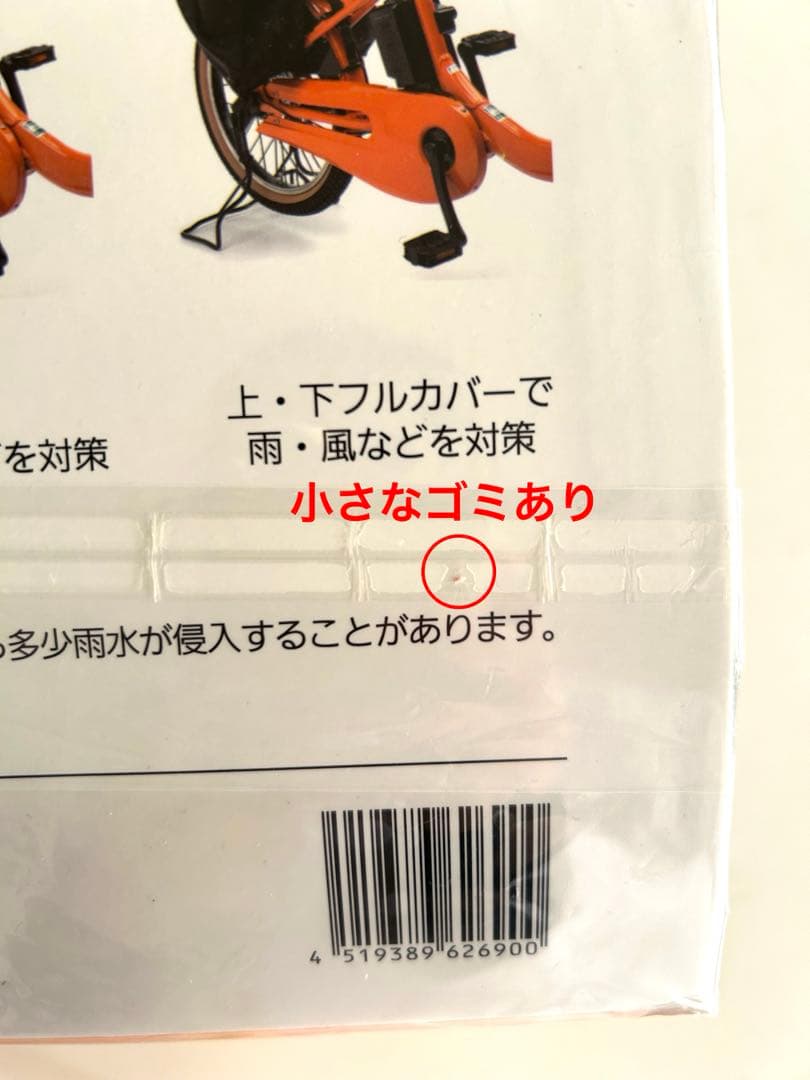 上・下フルカバーで
雨・風などを対策
を対策
小さなゴミあり
多少雨水が侵入することがあります。
4 519389 626900